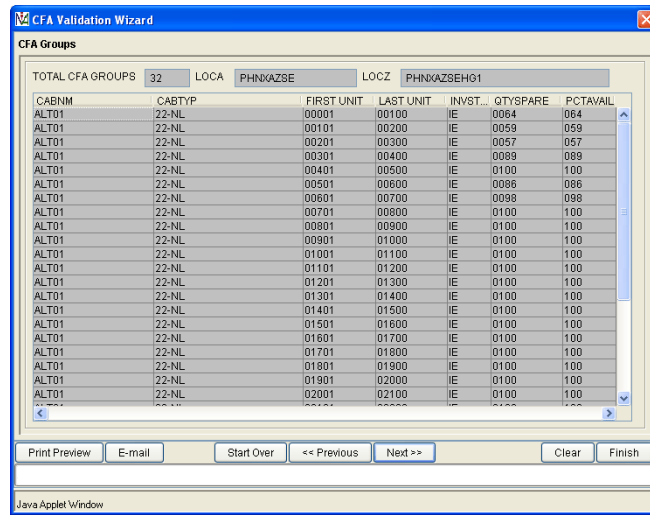 CFA Validation Wizard
CFA Groups
TOTAL CFA GROUPS 32 LOCA PHNXAZSE LOCZ PHNXAZSEHG1
CABNM CABTYP FIRST UNIT LAST UNIT INVST... QTYSPARE PCTAVAIL
ALT01 22-NL 00001 00100 IE 0064 064
ALT01 22-NL 00101 00200 IE 0059 059
ALT01 22-NL 00201 00300 IE 0057 057
ALT01 22-NL 00301 00400 IE 0089 089
ALT01 22-NL 00401 00500 IE 0100 100
ALT01 22-NL 00501 00600 IE 0086 086
ALT01 22-NL 00601 00700 IE 0098 098
ALT01 22-NL 00701 00800 IE 0100 100
ALT01 22-NL 00801 00900 IE 0100 100
ALT01 22-NL 00901 01000 IE 0100 100
ALT01 22-NL 01001 01100 IE 0100 100
ALT01 22-NL 01101 01200 IE 0100 100
ALT01 22-NL 01201 01300 IE 0100 100
ALT01 22-NL 01301 01400 IE 0100 100
ALT01 22-NL 01401 01500 IE 0100 100
ALT01 22-NL 01501 01600 IE 0100 100
ALT01 22-NL 01601 01700 IE 0100 100
ALT01 22-NL 01701 01800 IE 0100 100
ALT01 22-NL 01801 01900 IE 0100 100
ALT01 22-NL 01901 02000 IE 0100 100
ALT01 22-NL 02001 02100 IE 0100 100
Print Preview E-mail Start Over << Previous Next >> Clear Finish
Java Applet Window